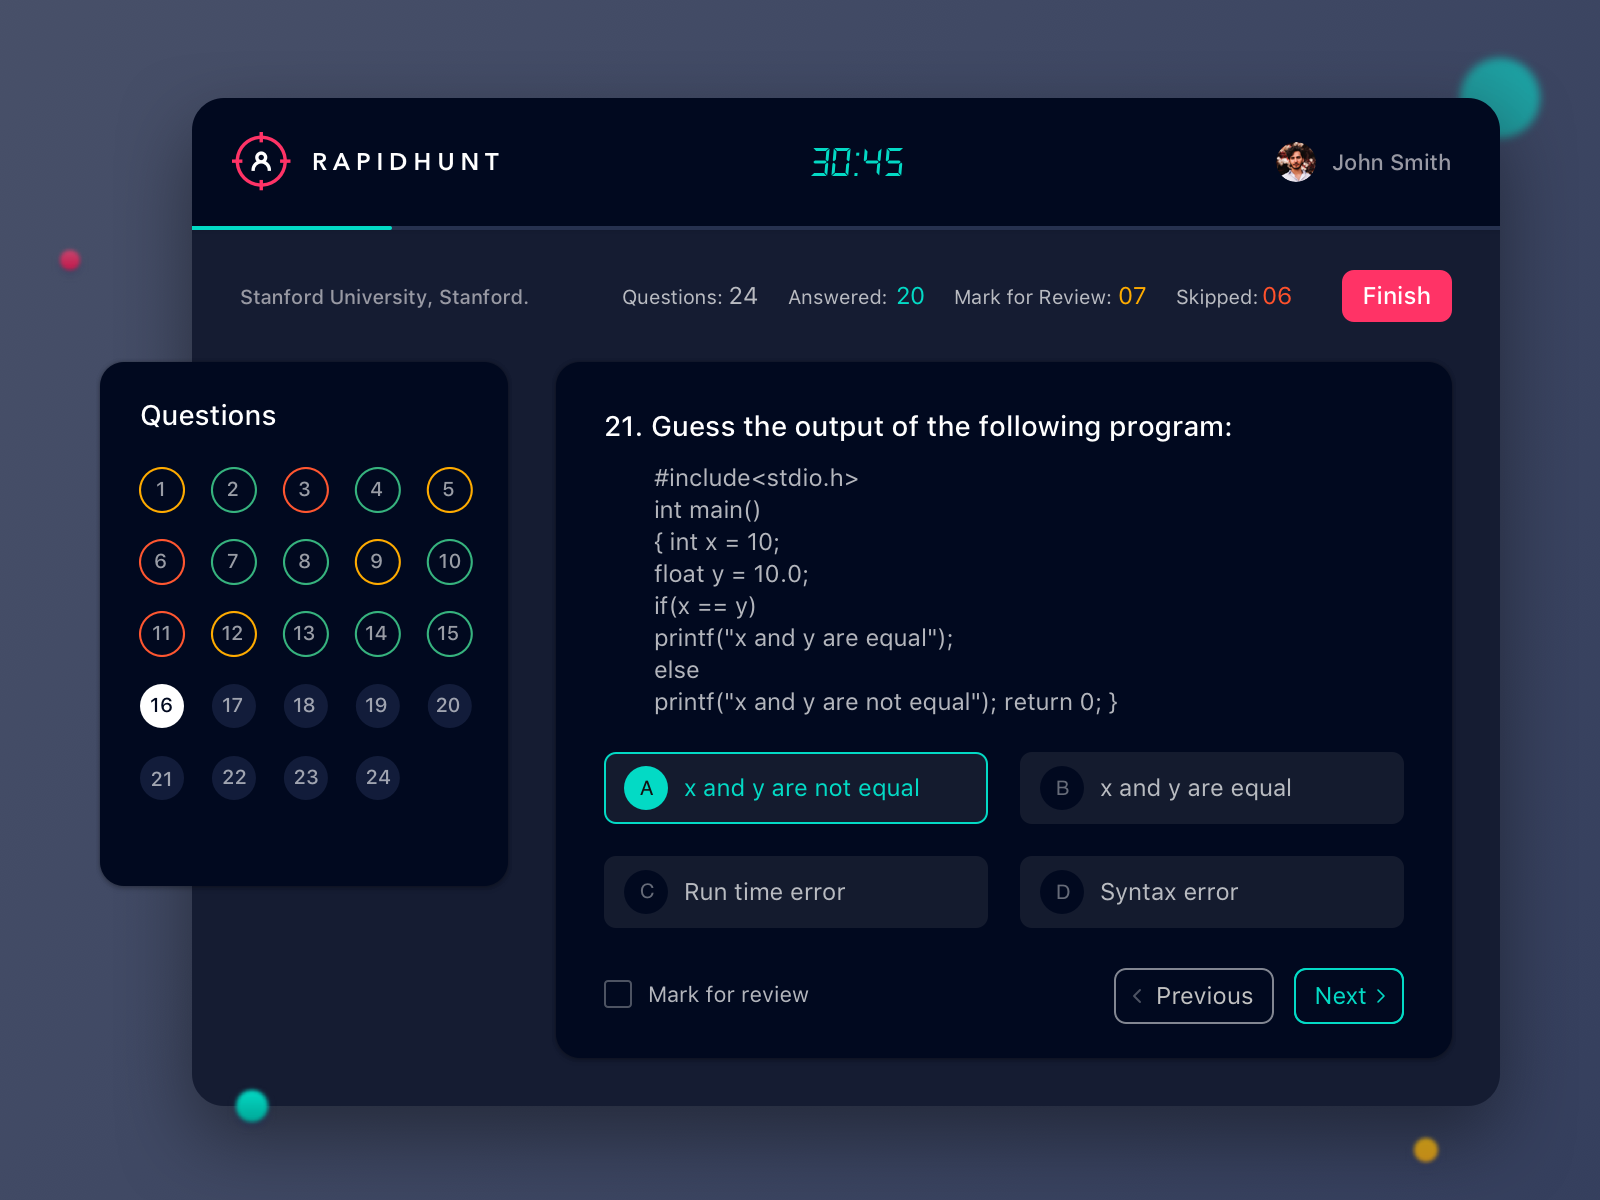 RAPIDHUNT
30:45
John Smith
Stanford University, Stanford.
Questions: 24
Answered: 20
Mark for Review: 07
Skipped: 06
Finish
Questions
1 2 3 4 5
6 7 8 9 10
11 12 13 14 15
16 17 18 19 20
21 22 23 24
21. Guess the output of the following program:
#include<stdio.h>
int main()
{ int x = 10;
float y = 10.0;
if(x == y)
printf("x and y are equal");
else
printf("x and y are not equal"); return 0; }
A x and y are not equal
B x and y are equal
C Run time error
D Syntax error
Mark for review
< Previous
Next >